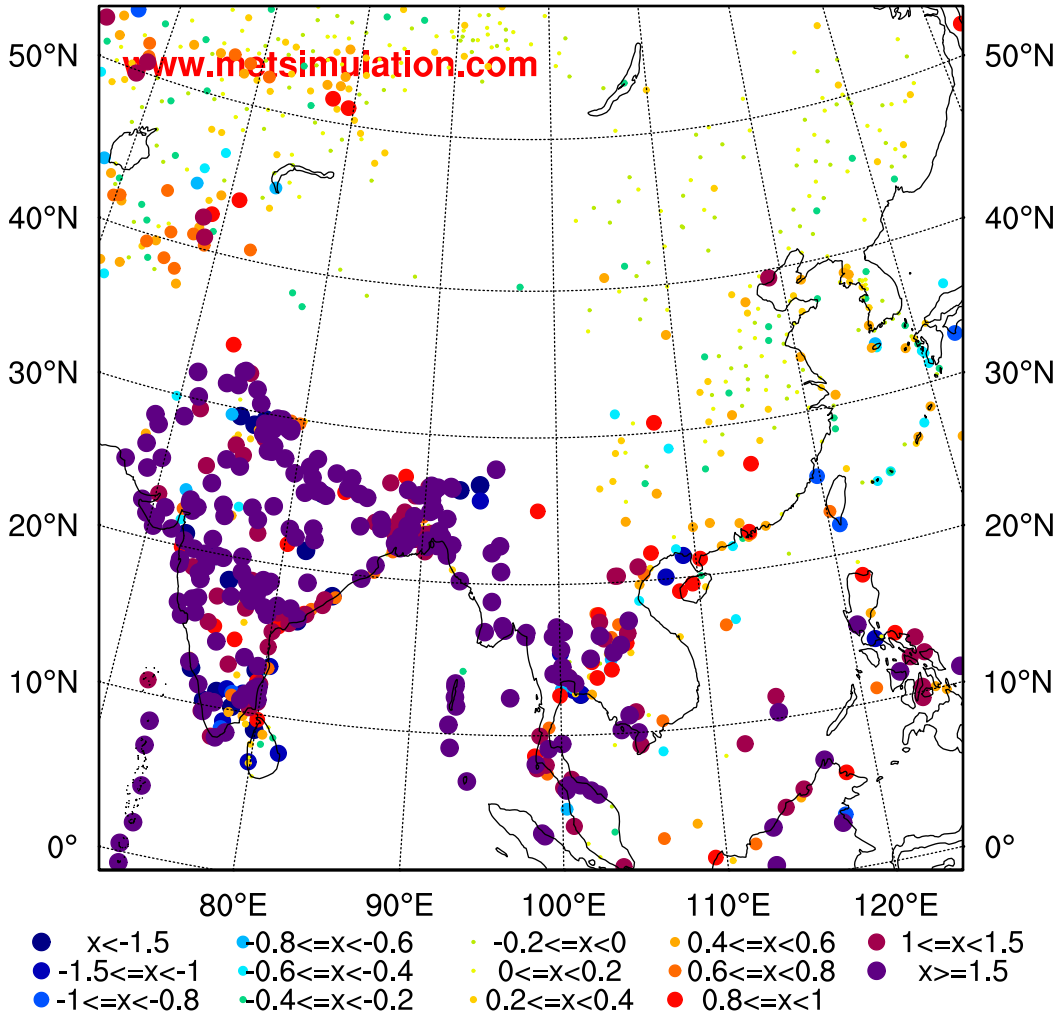 50°N 50°N
www.metsimulation.com
40°N 40°N
30°N 30°N
20°N 20°N
10°N 10°N
0° 0°
80°E 90°E 100°E 110°E 120°E
x<-1.5 -0.8<=x<-0.6 -0.2<=x<0 0.4<=x<0.6 1<=x<1.5
-1.5<=x<-1 -0.6<=x<-0.4 0<=x<0.2 0.6<=x<0.8 x>=1.5
-1<=x<-0.8 -0.4<=x<-0.2 0.2<=x<0.4 0.8<=x<1